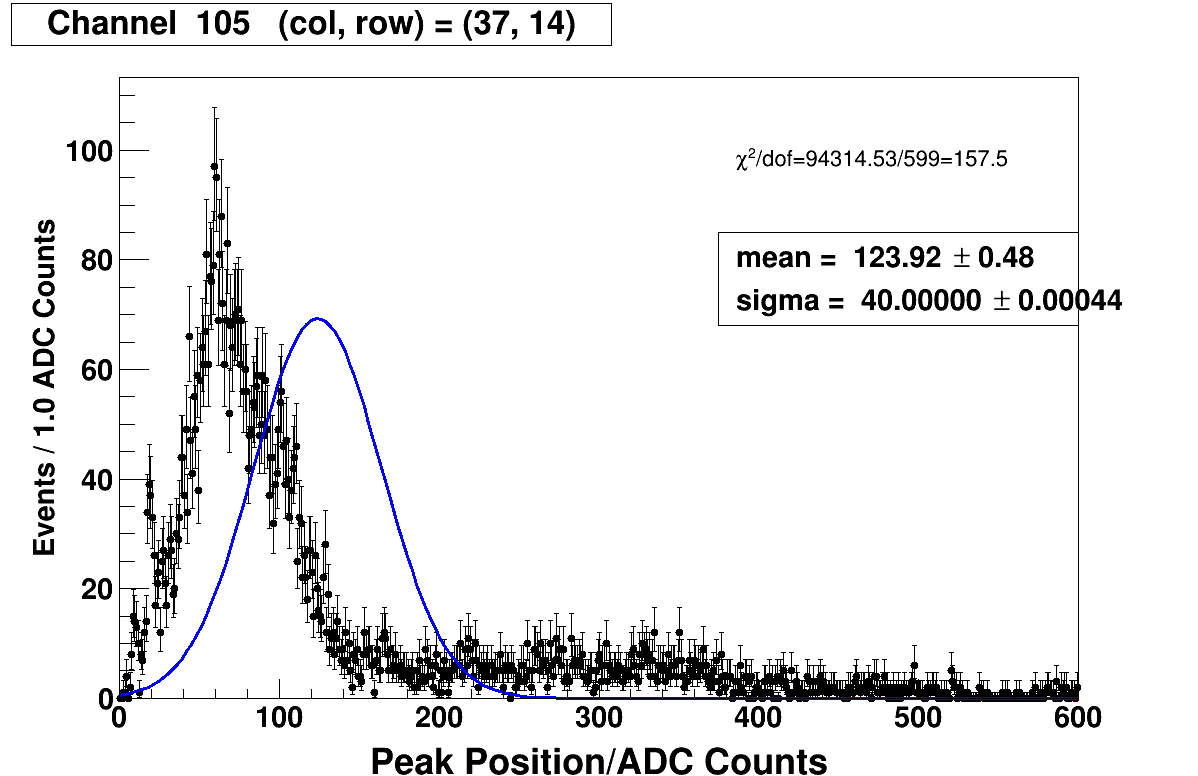 Channel 105 (col, row) = (37, 14)
χ²/dof=94314.53/599=157.5
mean = 123.92 ± 0.48
sigma = 40.00000 ± 0.00044
Events / 1.0 ADC Counts
100
80
60
40
20
0
0 100 200 300 400 500 600
Peak Position/ADC Counts